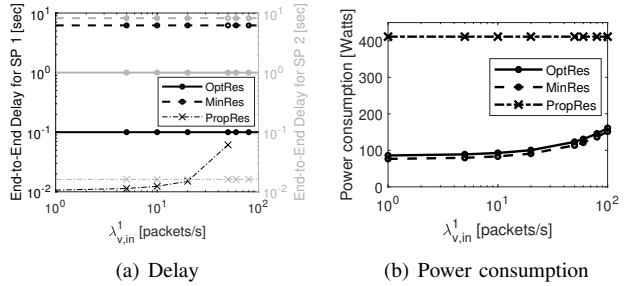 End-to-End Delay for SP 1 [sec]
10^1
10^0
10^-1
10^-2
10^1
10^0
10^-1
10^-2
End-to-End Delay for SP 2 [sec]
OptRes
MinRes
PropRes
10^0
10^1
10^2
λ^1_v,in [packets/s]
(a) Delay
Power consumption [Watts]
400
300
200
100
0
OptRes
MinRes
PropRes
10^0
10^1
10^2
λ^1_v,in [packets/s]
(b) Power consumption